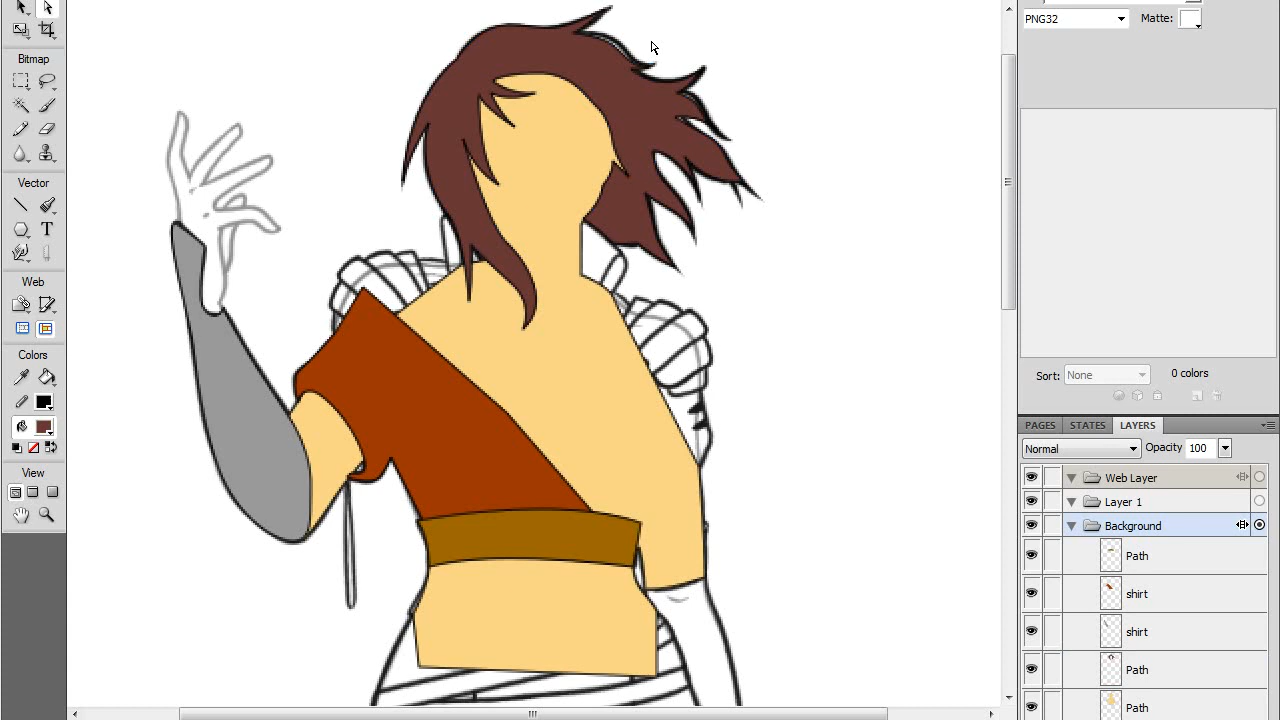 Bitmap
Vector
T
Web
Colors
View
PNG32
Matte:
Sort:
None
0 colors
PAGES
STATES
LAYERS
Normal
Opacity
100
Web Layer
Layer 1
Background
Path
shirt
shirt
Path
Path